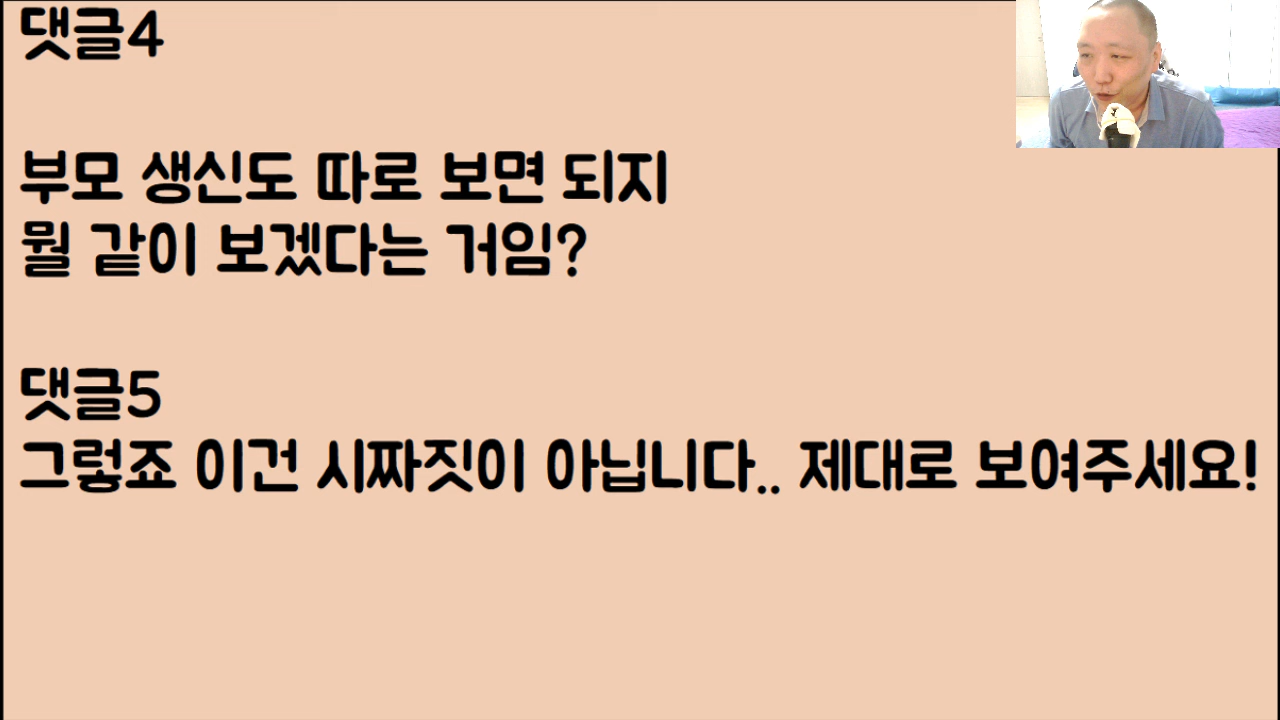 댓글4
부모 생신도 따로 보면 되지
뭘 같이 보겠다는 거임?
댓글5
그렇죠 이건 시짜짓이 아닙니다.. 제대로 보여주세요!